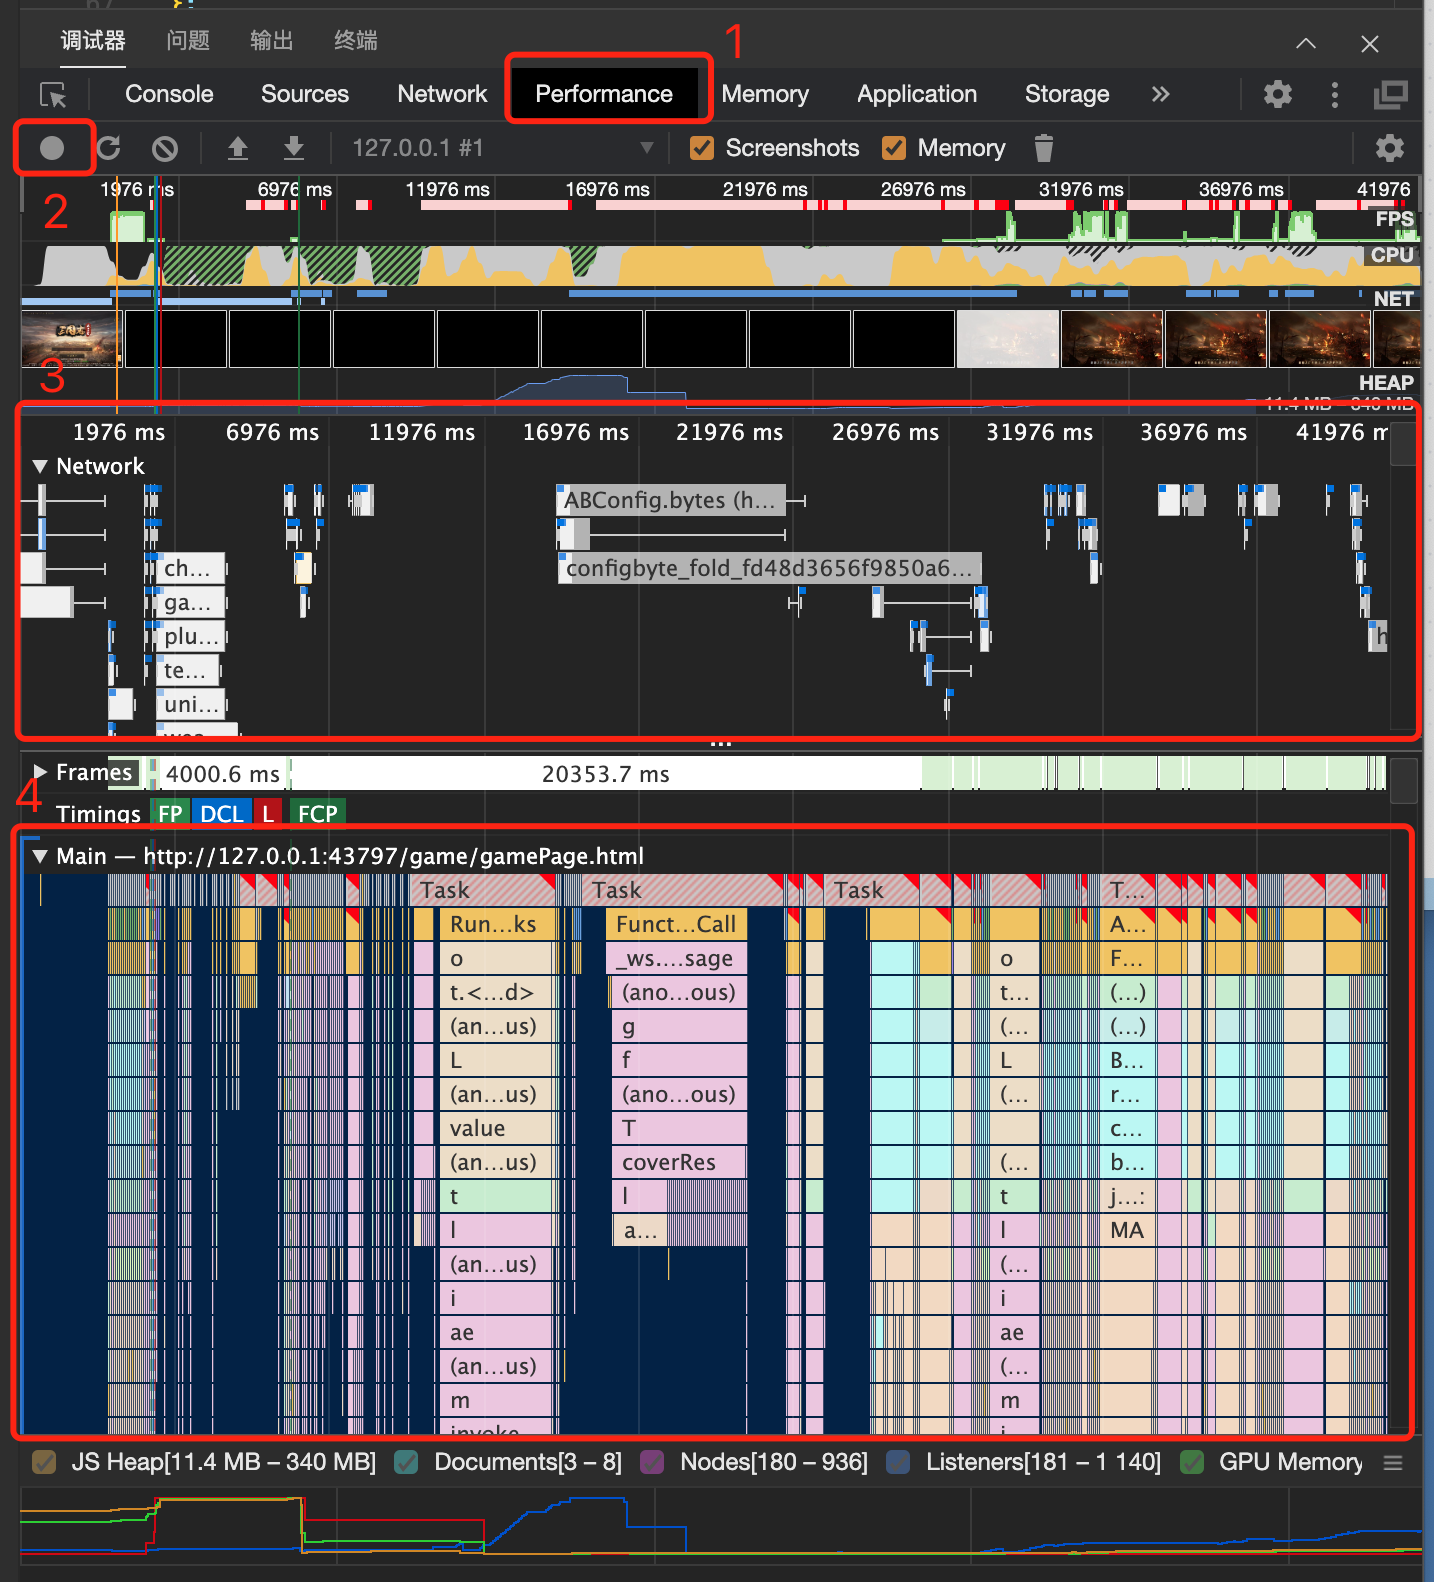 调试器 问题 输出 终端
1
Console Sources Network Performance Memory Application Storage »
127.0.0.1 #1 Screenshots Memory
2
1976 ms 6976 ms 11976 ms 16976 ms 21976 ms 26976 ms 31976 ms 36976 ms 41976
FPS
CPU
NET
3
HEAP
11.4 MB – 340 MB
1976 ms 6976 ms 11976 ms 16976 ms 21976 ms 26976 ms 31976 ms 36976 ms 41976 m
Network
ABConfig.bytes (h…
ch… configbyte_fold_fd48d3656f9850a6…
ga…
plu… h
te…
uni…
Frames 4000.6 ms 20353.7 ms
4
Timings FP DCL L FCP
Main — http://127.0.0.1:43797/game/gamePage.html
Task Task Task T…
Run…ks Funct…Call A…
o _ws.…sage o F…
t.<…d> (ano…ous) t… (…)
(an…us) g (… (…)
L f L B…
(an…us) (ano…ous) (… r…
value T c…
(an…us) coverRes (… b…
t l t j…:
l a… l MA
(an…us) (…
i i
ae ae
(an…us) (…
m m
invoke i
JS Heap[11.4 MB – 340 MB] Documents[3 – 8] Nodes[180 – 936] Listeners[181 – 1 140] GPU Memory